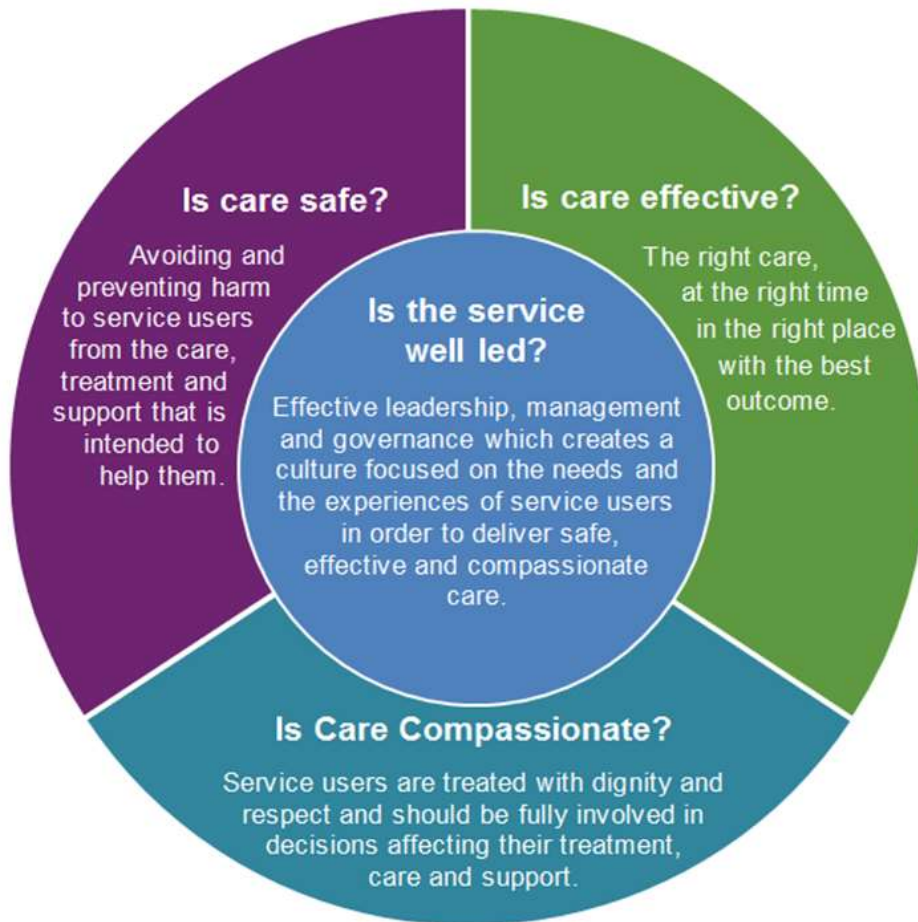 Is care safe?
Avoiding and
preventing harm
to service users
from the care,
treatment and
support that is
intended to
help them.
Is care effective?
The right care,
at the right time
in the right place
with the best
outcome.
Is the service
well led?
Effective leadership, management
and governance which creates a
culture focused on the needs and
the experiences of service users
in order to deliver safe,
effective and compassionate
care.
Is Care Compassionate?
Service users are treated with dignity and
respect and should be fully involved in
decisions affecting their treatment,
care and support.